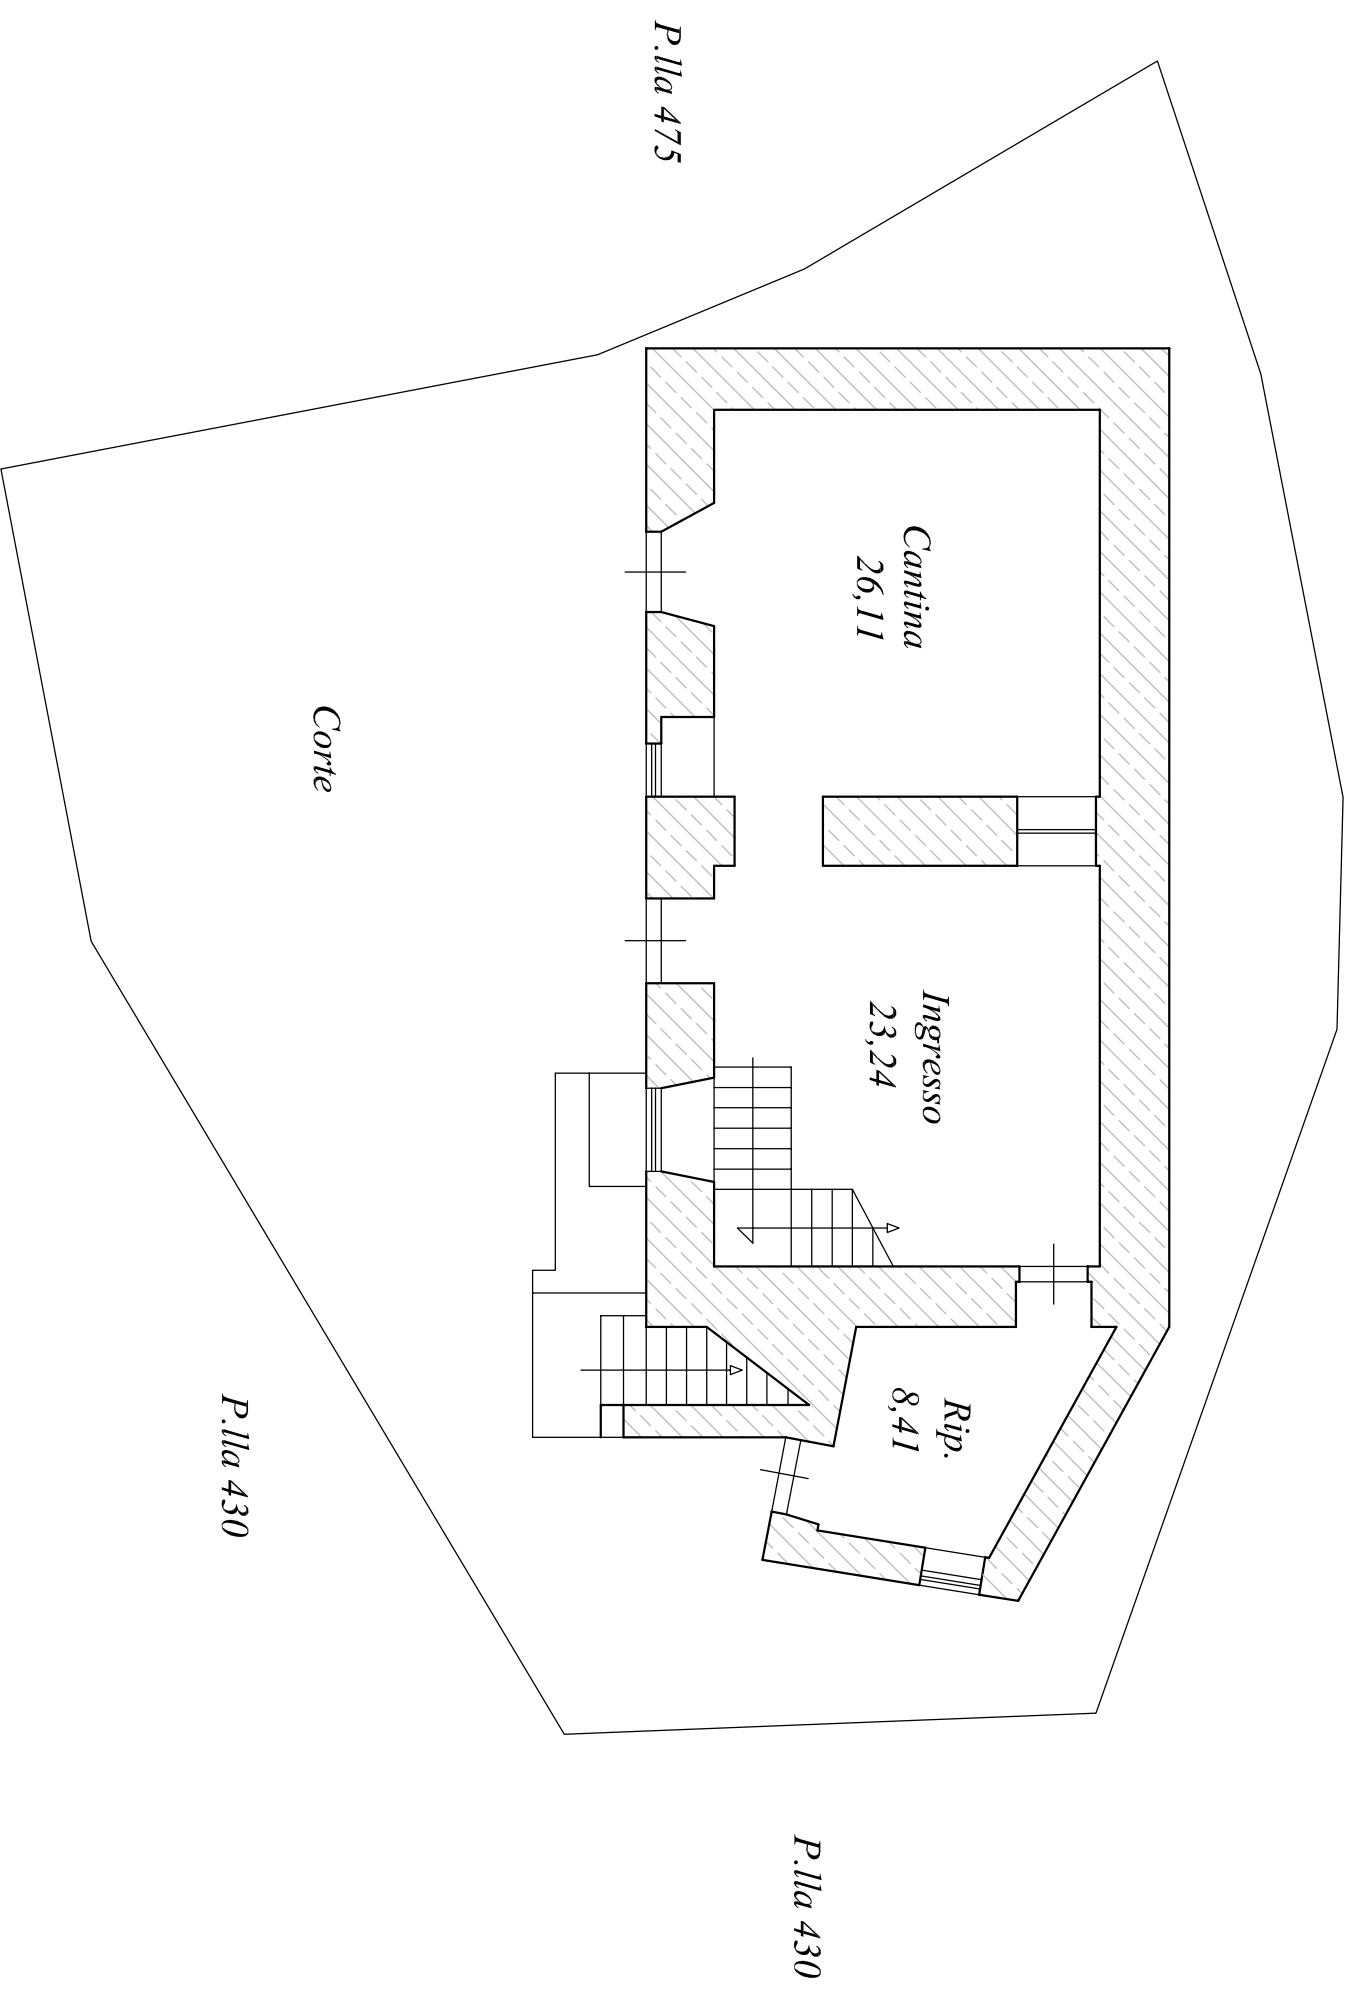 P.lla 475
Cantina
26,11
Ingresso
23,24
Rip.
8,41
Corte
P.lla 430
P.lla 430